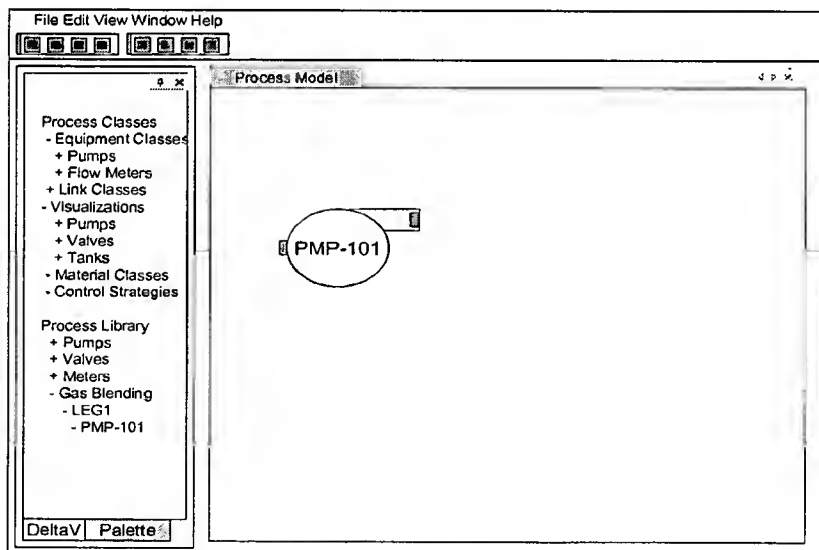 File Edit View Window Help
Process Model
Process Classes
- Equipment Classes
+ Pumps
+ Flow Meters
+ Link Classes
- Visualizations
+ Pumps
+ Valves
+ Tanks
- Material Classes
- Control Strategies
Process Library
+ Pumps
+ Valves
+ Meters
- Gas Blending
- LEG1
- PMP-101
PMP-101
DeltaV Palette